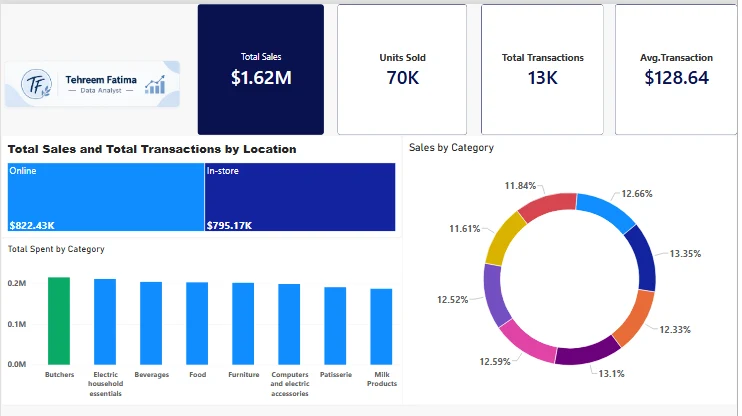 Total Sales
$1.62M
Units Sold
70K
Total Transactions
13K
Avg.Transaction
$128.64
TF
Tehreem Fatima
Data Analyst
Total Sales and Total Transactions by Location
Online
$822.43K
In-store
$795.17K
Total Spent by Category
0.2M
0.1M
0.0M
Butchers
Electric
household
essentials
Beverages
Food
Furniture
Computers
and electric
accessories
Patisserie
Milk
Products
Sales by Category
12.66%
13.35%
12.33%
13.1%
12.59%
12.52%
11.61%
11.84%